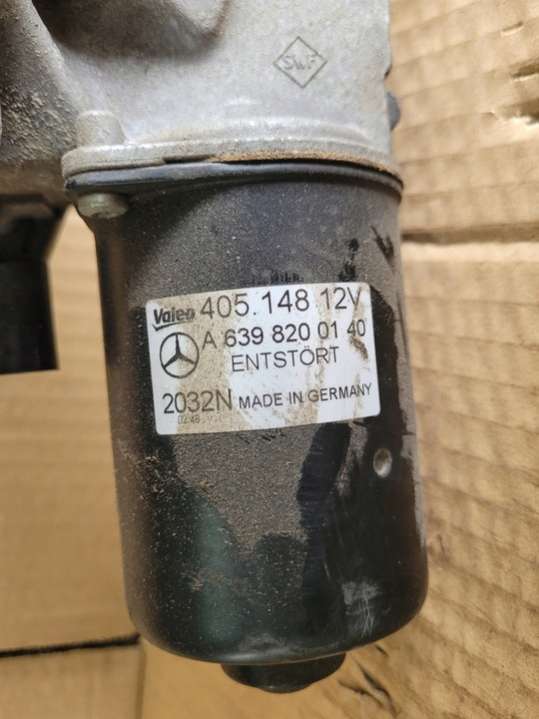 SWF
Valeo 405.148 12V
A 639 820 01 40
ENTSTÖRT
2032N MADE IN GERMANY